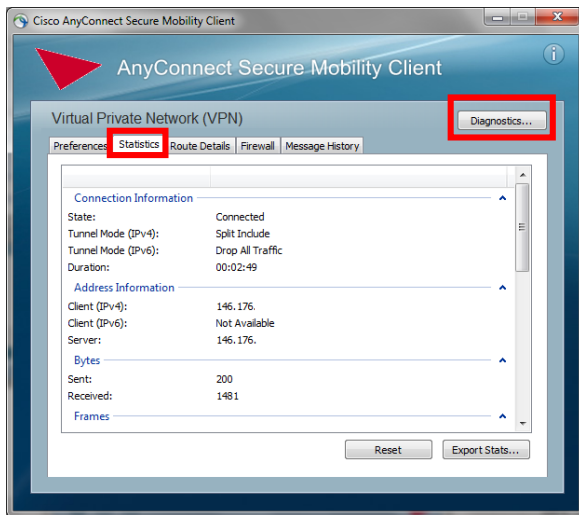 Cisco AnyConnect Secure Mobility Client
AnyConnect Secure Mobility Client
Virtual Private Network (VPN)
Diagnostics...
Preferences Statistics Route Details Firewall Message History
Connection Information
State: Connected
Tunnel Mode (IPv4): Split Include
Tunnel Mode (IPv6): Drop All Traffic
Duration: 00:02:49
Address Information
Client (IPv4): 146.176.
Client (IPv6): Not Available
Server: 146.176.
Bytes
Sent: 200
Received: 1481
Frames
Reset Export Stats...